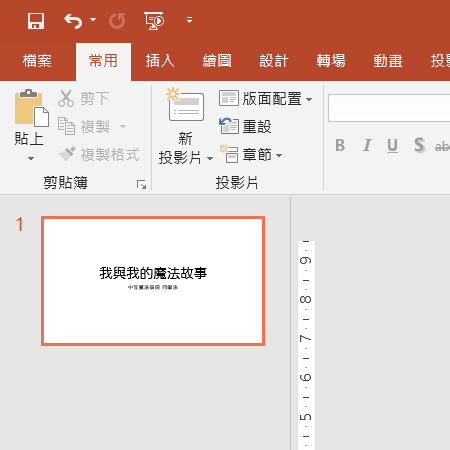 檔案 常用 插入 繪圖 設計 轉場 動畫 投影
貼上
剪下
複製
複製格式
剪貼簿
新
投影片
版面配置
重設
章節
投影片
B I U S abc
1
我與我的魔法故事
9
8
7
6
5